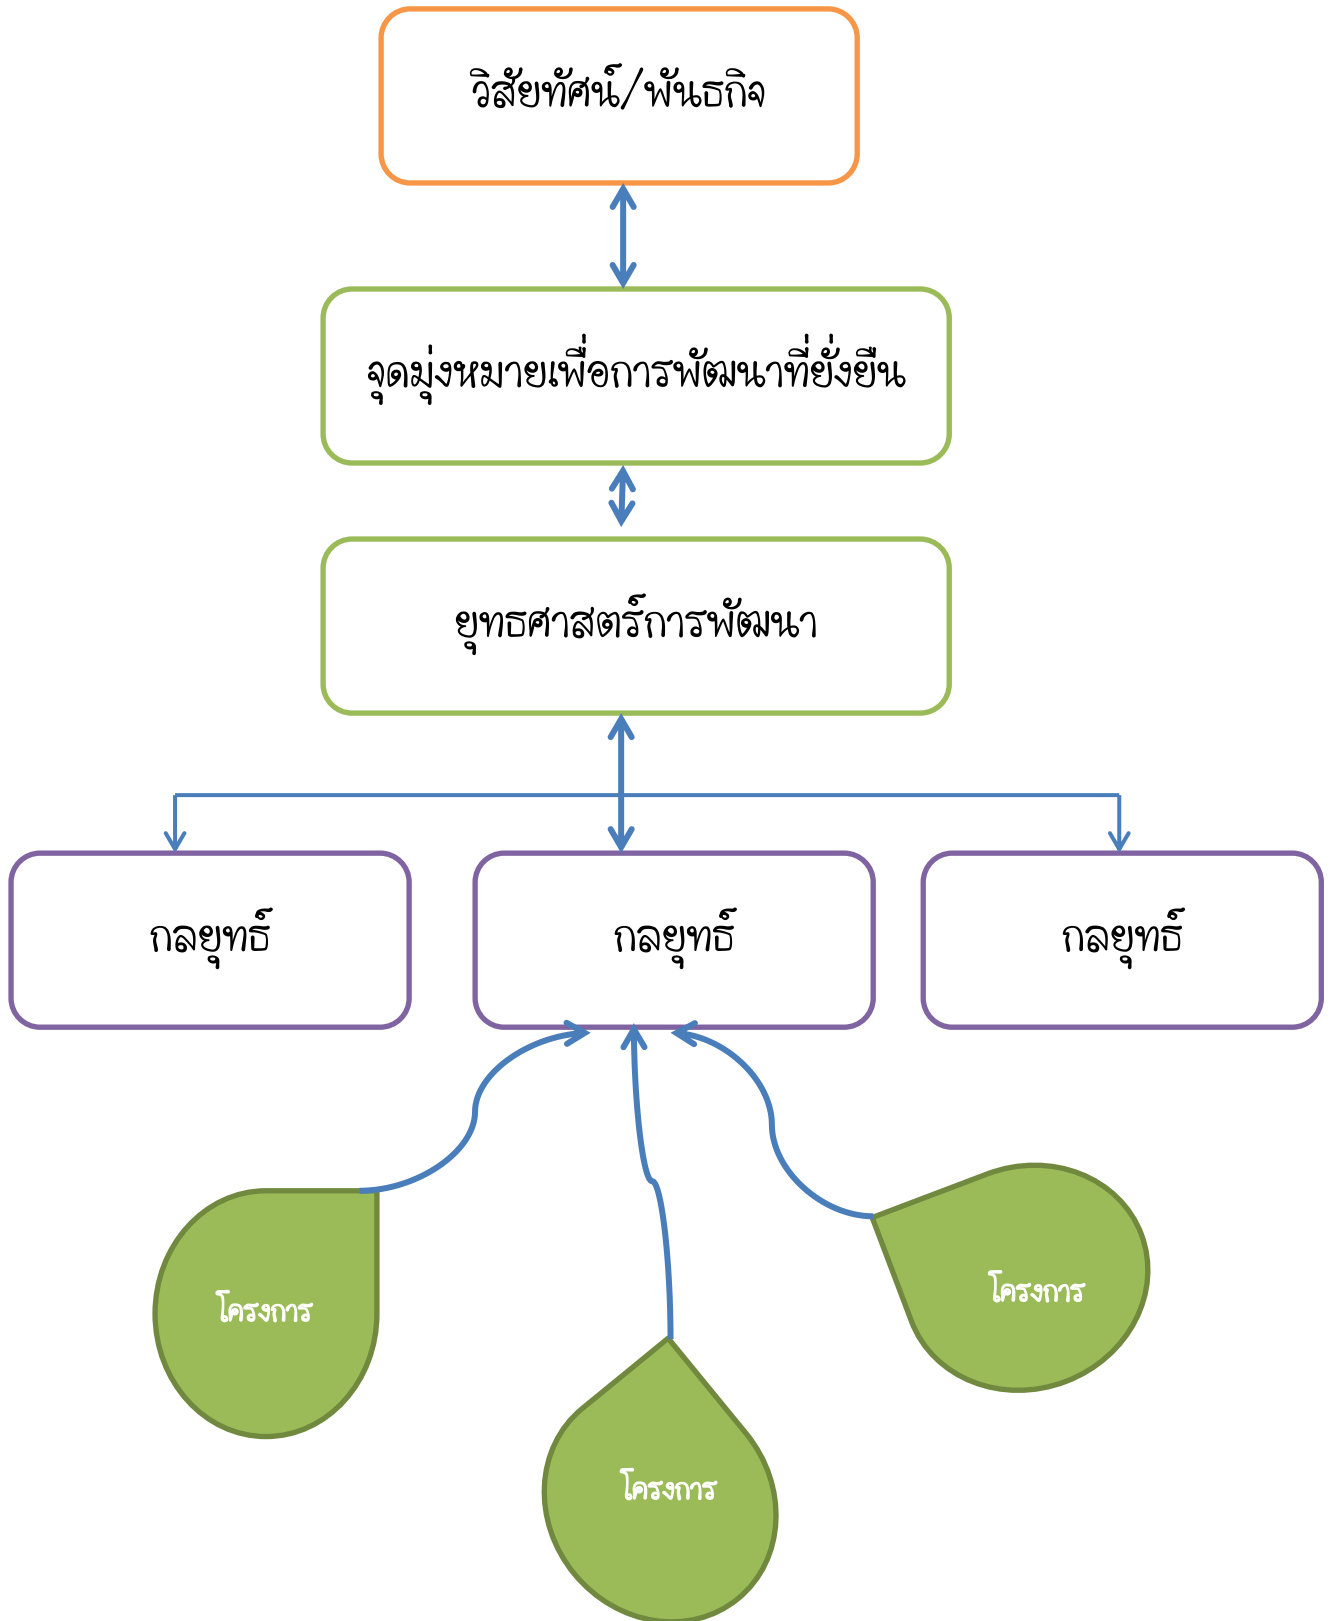 วิสัยทัศน์/พันธกิจ
จุดมุ่งหมายเพื่อการพัฒนาที่ยั่งยืน
ยุทธศาสตร์การพัฒนา
กลยุทธ์
กลยุทธ์
กลยุทธ์
โครงการ
โครงการ
โครงการ